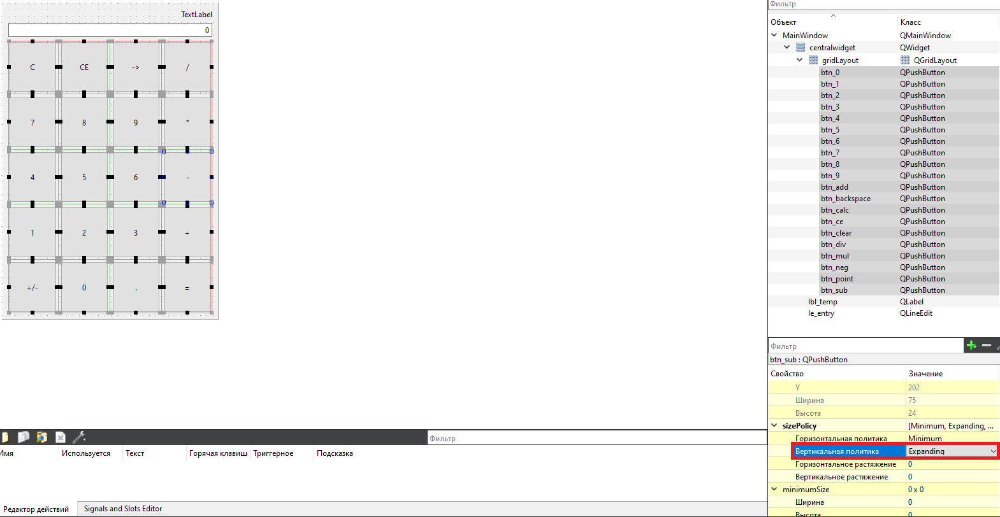 TextLabel
0
C CE -> /
7 8 9 *
4 5 6 -
1 2 3 +
+/- 0 . =
Фильтр
Объект Класс
MainWindow QMainWindow
centralwidget QWidget
gridLayout QGridLayout
btn_0 QPushButton
btn_1 QPushButton
btn_2 QPushButton
btn_3 QPushButton
btn_4 QPushButton
btn_5 QPushButton
btn_6 QPushButton
btn_7 QPushButton
btn_8 QPushButton
btn_9 QPushButton
btn_add QPushButton
btn_backspace QPushButton
btn_calc QPushButton
btn_ce QPushButton
btn_clear QPushButton
btn_div QPushButton
btn_mul QPushButton
btn_neg QPushButton
btn_point QPushButton
btn_sub QPushButton
lbl_temp QLabel
le_entry QLineEdit
Фильтр
btn_sub : QPushButton
Свойство Значение
Y 202
Ширина 75
Высота 24
sizePolicy [Minimum, Expanding, ...
Горизонтальная политика Minimum
Вертикальная политика Expanding
Горизонтальное растяжение 0
Вертикальное растяжение 0
minimumSize 0 x 0
Ширина 0
Высота 0
Фильтр
Имя Используется Текст Горячая клавиш Триггерное Подсказка
Редактор действий Signals and Slots Editor